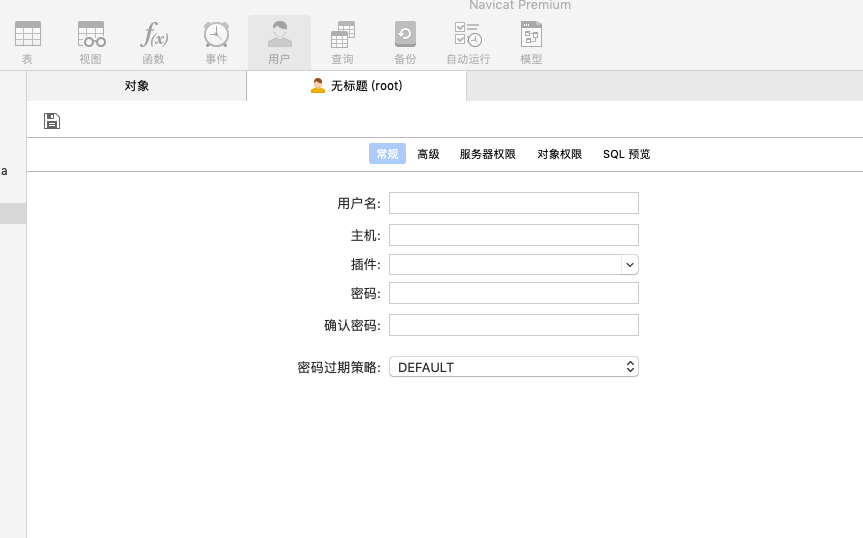 Navicat Premium
表 视图 f(x) 函数 事件 用户 查询 备份 自动运行 模型
对象 无标题 (root)
常规 高级 服务器权限 对象权限 SQL 预览
a
用户名:
主机:
插件:
密码:
确认密码:
密码过期策略: DEFAULT